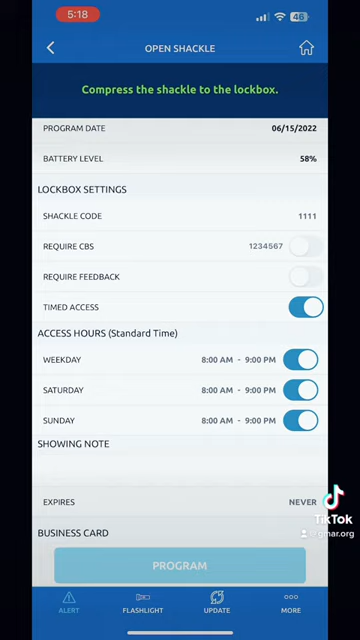 5:18
46
OPEN SHACKLE
Compress the shackle to the lockbox.
PROGRAM DATE 06/15/2022
BATTERY LEVEL 58%
LOCKBOX SETTINGS
SHACKLE CODE 1111
REQUIRE CBS 1234567
REQUIRE FEEDBACK
TIMED ACCESS
ACCESS HOURS (Standard Time)
WEEKDAY 8:00 AM - 9:00 PM
SATURDAY 8:00 AM - 9:00 PM
SUNDAY 8:00 AM - 9:00 PM
SHOWING NOTE
EXPIRES NEVER
TikTok
@gmar.org
BUSINESS CARD
PROGRAM
ALERT FLASHLIGHT UPDATE MORE